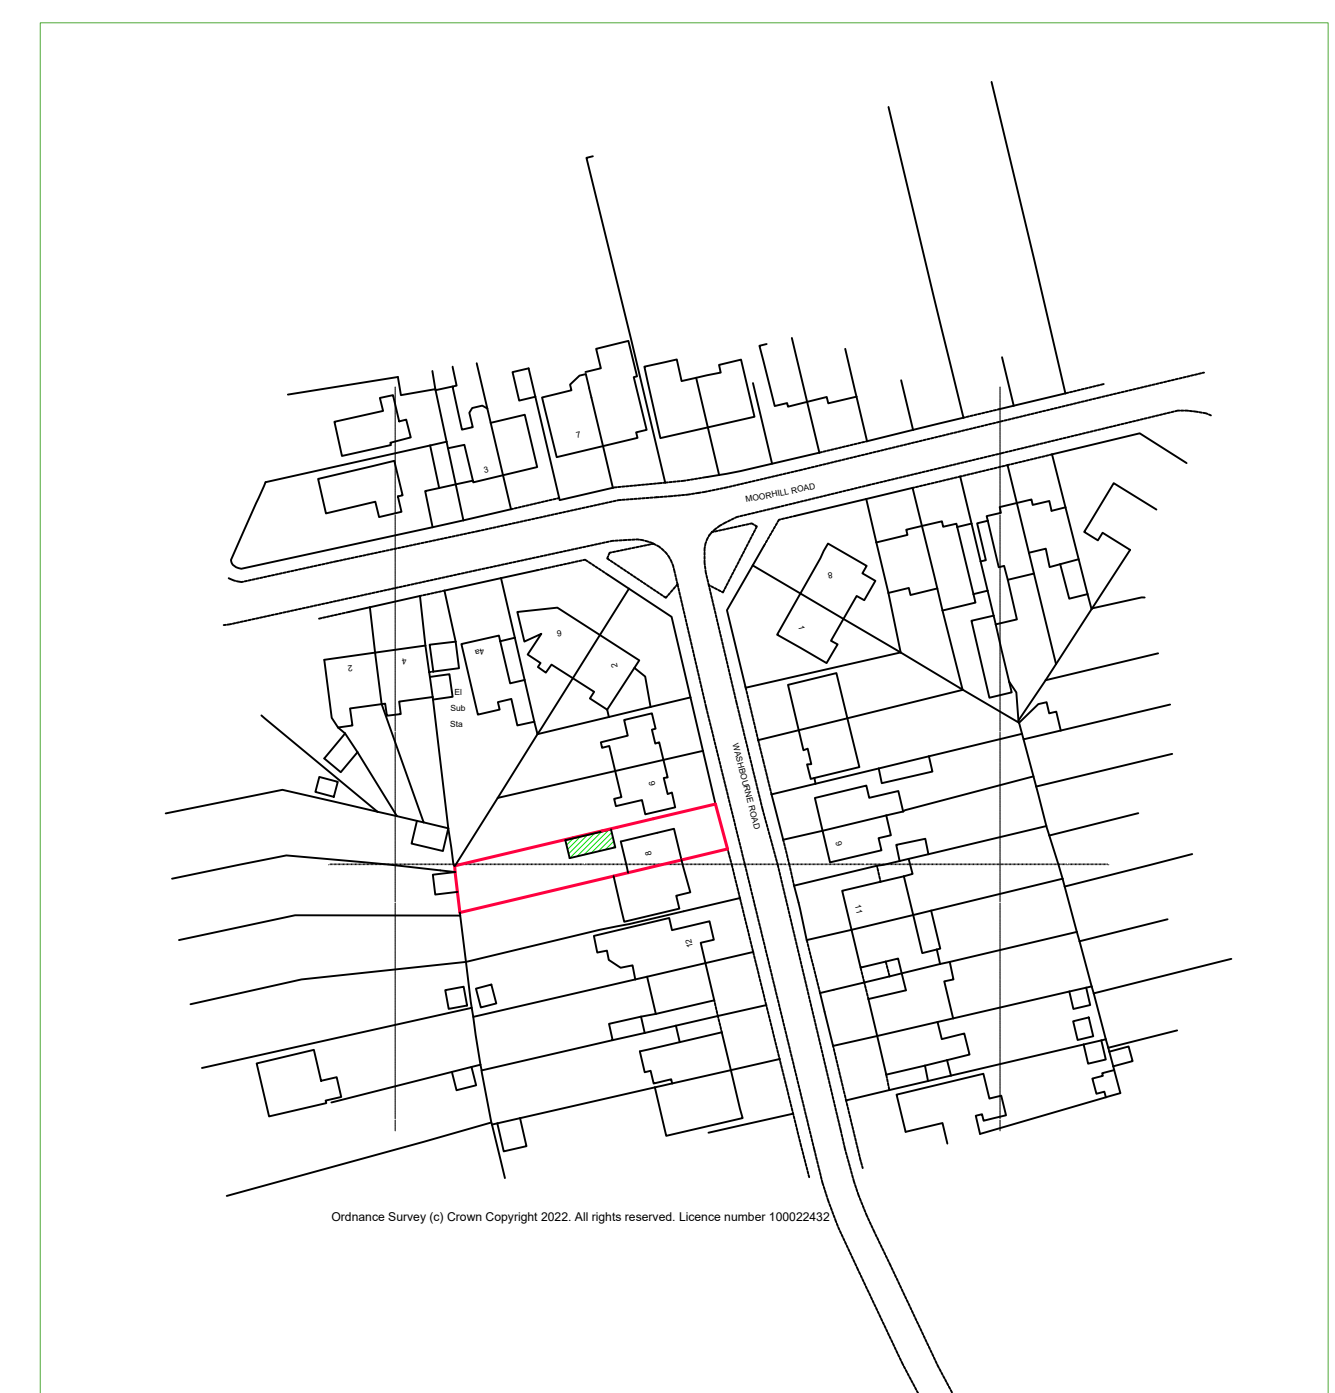 7
3
MOORHILL ROAD
8
1
6
2
2
4
4a
El
Sub
Sta
WASHBOURNE ROAD
6
9
8
11
12
Ordnance Survey (c) Crown Copyright 2022. All rights reserved. Licence number 100022432